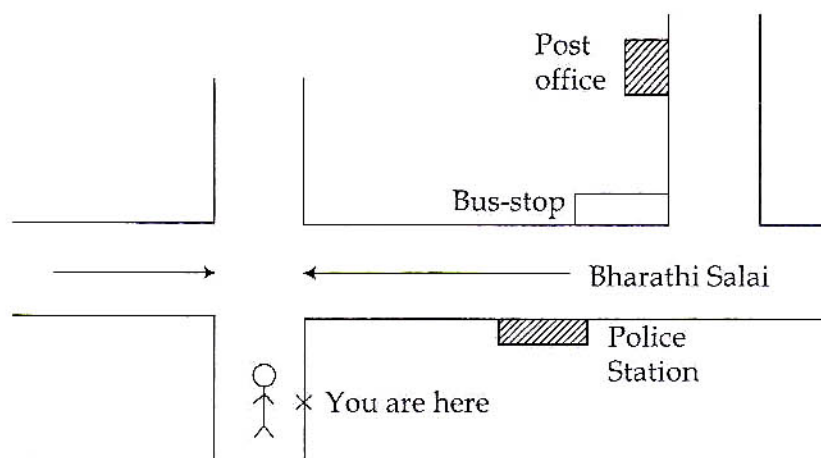 Post
office
Bus-stop
Bharathi Salai
Police
Station
You are here